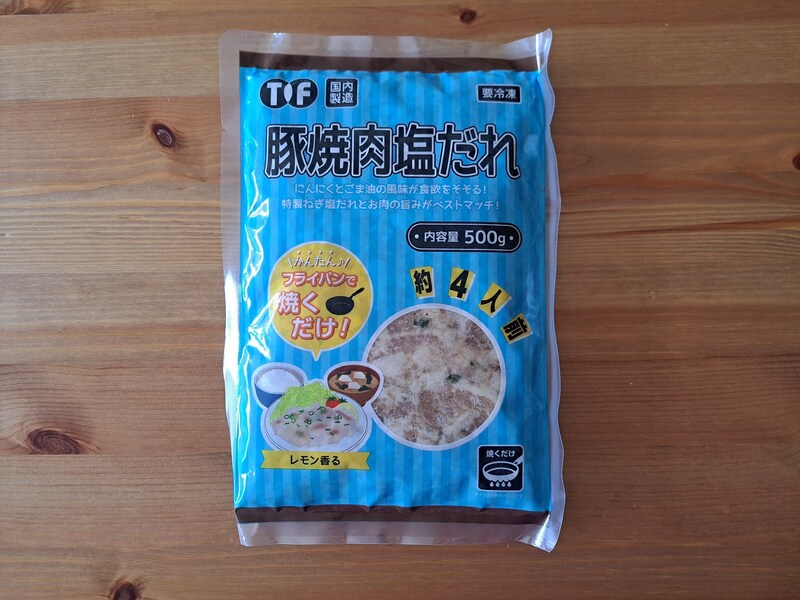 TOF
国内
製造
要冷凍
豚焼肉塩だれ
にんにくとごま油の風味が食欲をそそる!
特製ねぎ塩だれとお肉の旨みがベストマッチ!
・内容量 500g・
かんたん♪
フライパンで
焼く
だけ!
約4人前
レモン香る
焼くだけ